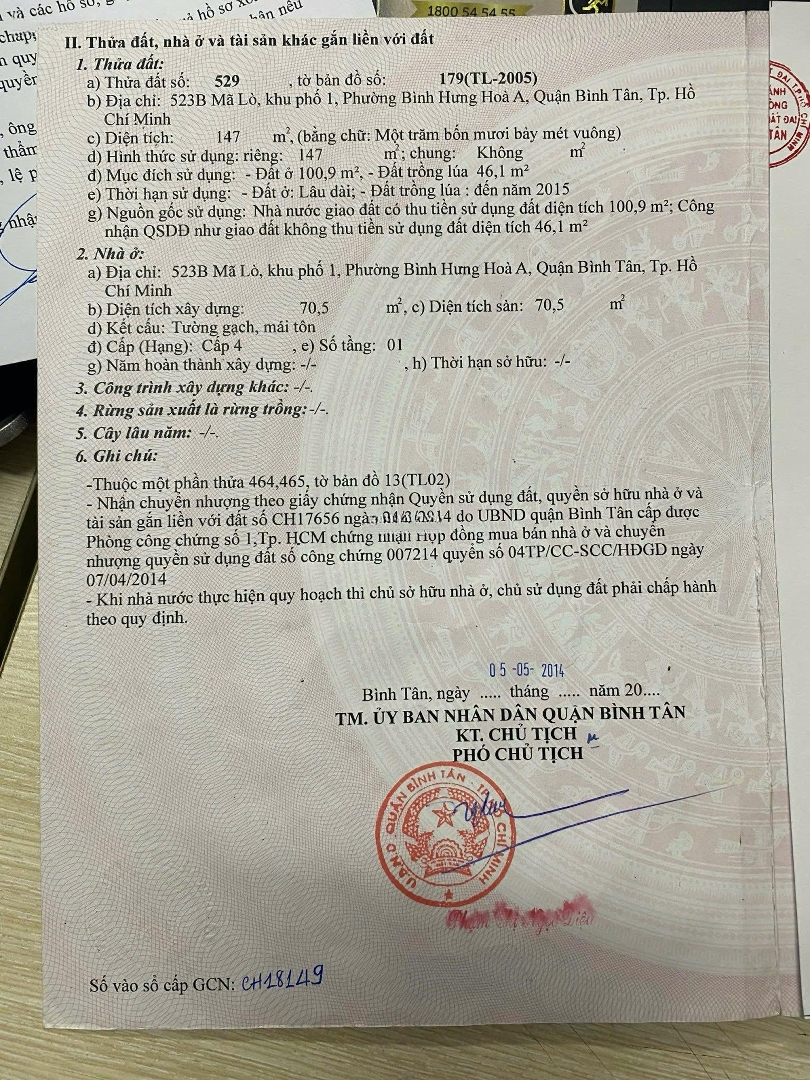 1800 54 54 55
và các hồ sơ,
hồ sơ
II. Thửa đất, nhà ở và tài sản khác gắn liền với đất
1. Thửa đất:
a) Thửa đất số: 529 , tờ bản đồ số: 179(TL-2005)
b) Địa chỉ: 523B Mã Lò, khu phố 1, Phường Bình Hưng Hoà A, Quận Bình Tân, Tp. Hồ
Chí Minh
c) Diện tích: 147 m², (bằng chữ: Một trăm bốn mươi bảy mét vuông)
d) Hình thức sử dụng: riêng: 147 m²; chung: Không m²
đ) Mục đích sử dụng: - Đất ở 100,9 m², - Đất trồng lúa 46,1 m²
e) Thời hạn sử dụng: - Đất ở: Lâu dài; - Đất trồng lúa : đến năm 2015
g) Nguồn gốc sử dụng: Nhà nước giao đất có thu tiền sử dụng đất diện tích 100,9 m²; Công
nhận QSDĐ như giao đất không thu tiền sử dụng đất diện tích 46,1 m²
2. Nhà ở:
a) Địa chỉ: 523B Mã Lò, khu phố 1, Phường Bình Hưng Hoà A, Quận Bình Tân, Tp. Hồ
Chí Minh
b) Diện tích xây dựng: 70,5 m², c) Diện tích sàn: 70,5 m²
d) Kết cấu: Tường gạch, mái tôn
đ) Cấp (Hạng): Cấp 4 , e) Số tầng: 01
g) Năm hoàn thành xây dựng: -/- , h) Thời hạn sở hữu: -/-
3. Công trình xây dựng khác: -/-.
4. Rừng sản xuất là rừng trồng: -/-.
5. Cây lâu năm: -/-.
6. Ghi chú:
-Thuộc một phần thửa 464,465, tờ bản đồ 13(TL02)
- Nhận chuyển nhượng theo giấy chứng nhận Quyền sử dụng đất, quyền sở hữu nhà ở và
tài sản gắn liền với đất số CH17656 ngày do UBND quận Bình Tân cấp được
Phòng công chứng số 1,Tp. HCM chứng nhận Hợp đồng mua bán nhà ở và chuyển
nhượng quyền sử dụng đất số công chứng 007214 quyển số 04TP/CC-SCC/HĐGD ngày
07/04/2014
- Khi nhà nước thực hiện quy hoạch thì chủ sở hữu nhà ở, chủ sử dụng đất phải chấp hành
theo quy định.
05 -05- 2014
Bình Tân, ngày ..... tháng ..... năm 20....
TM. ỦY BAN NHÂN DÂN QUẬN BÌNH TÂN
KT. CHỦ TỊCH
PHÓ CHỦ TỊCH
U.B.N.D QUẬN BÌNH TÂN - T.P HỒ CHÍ MINH
Số vào sổ cấp GCN: CH18149